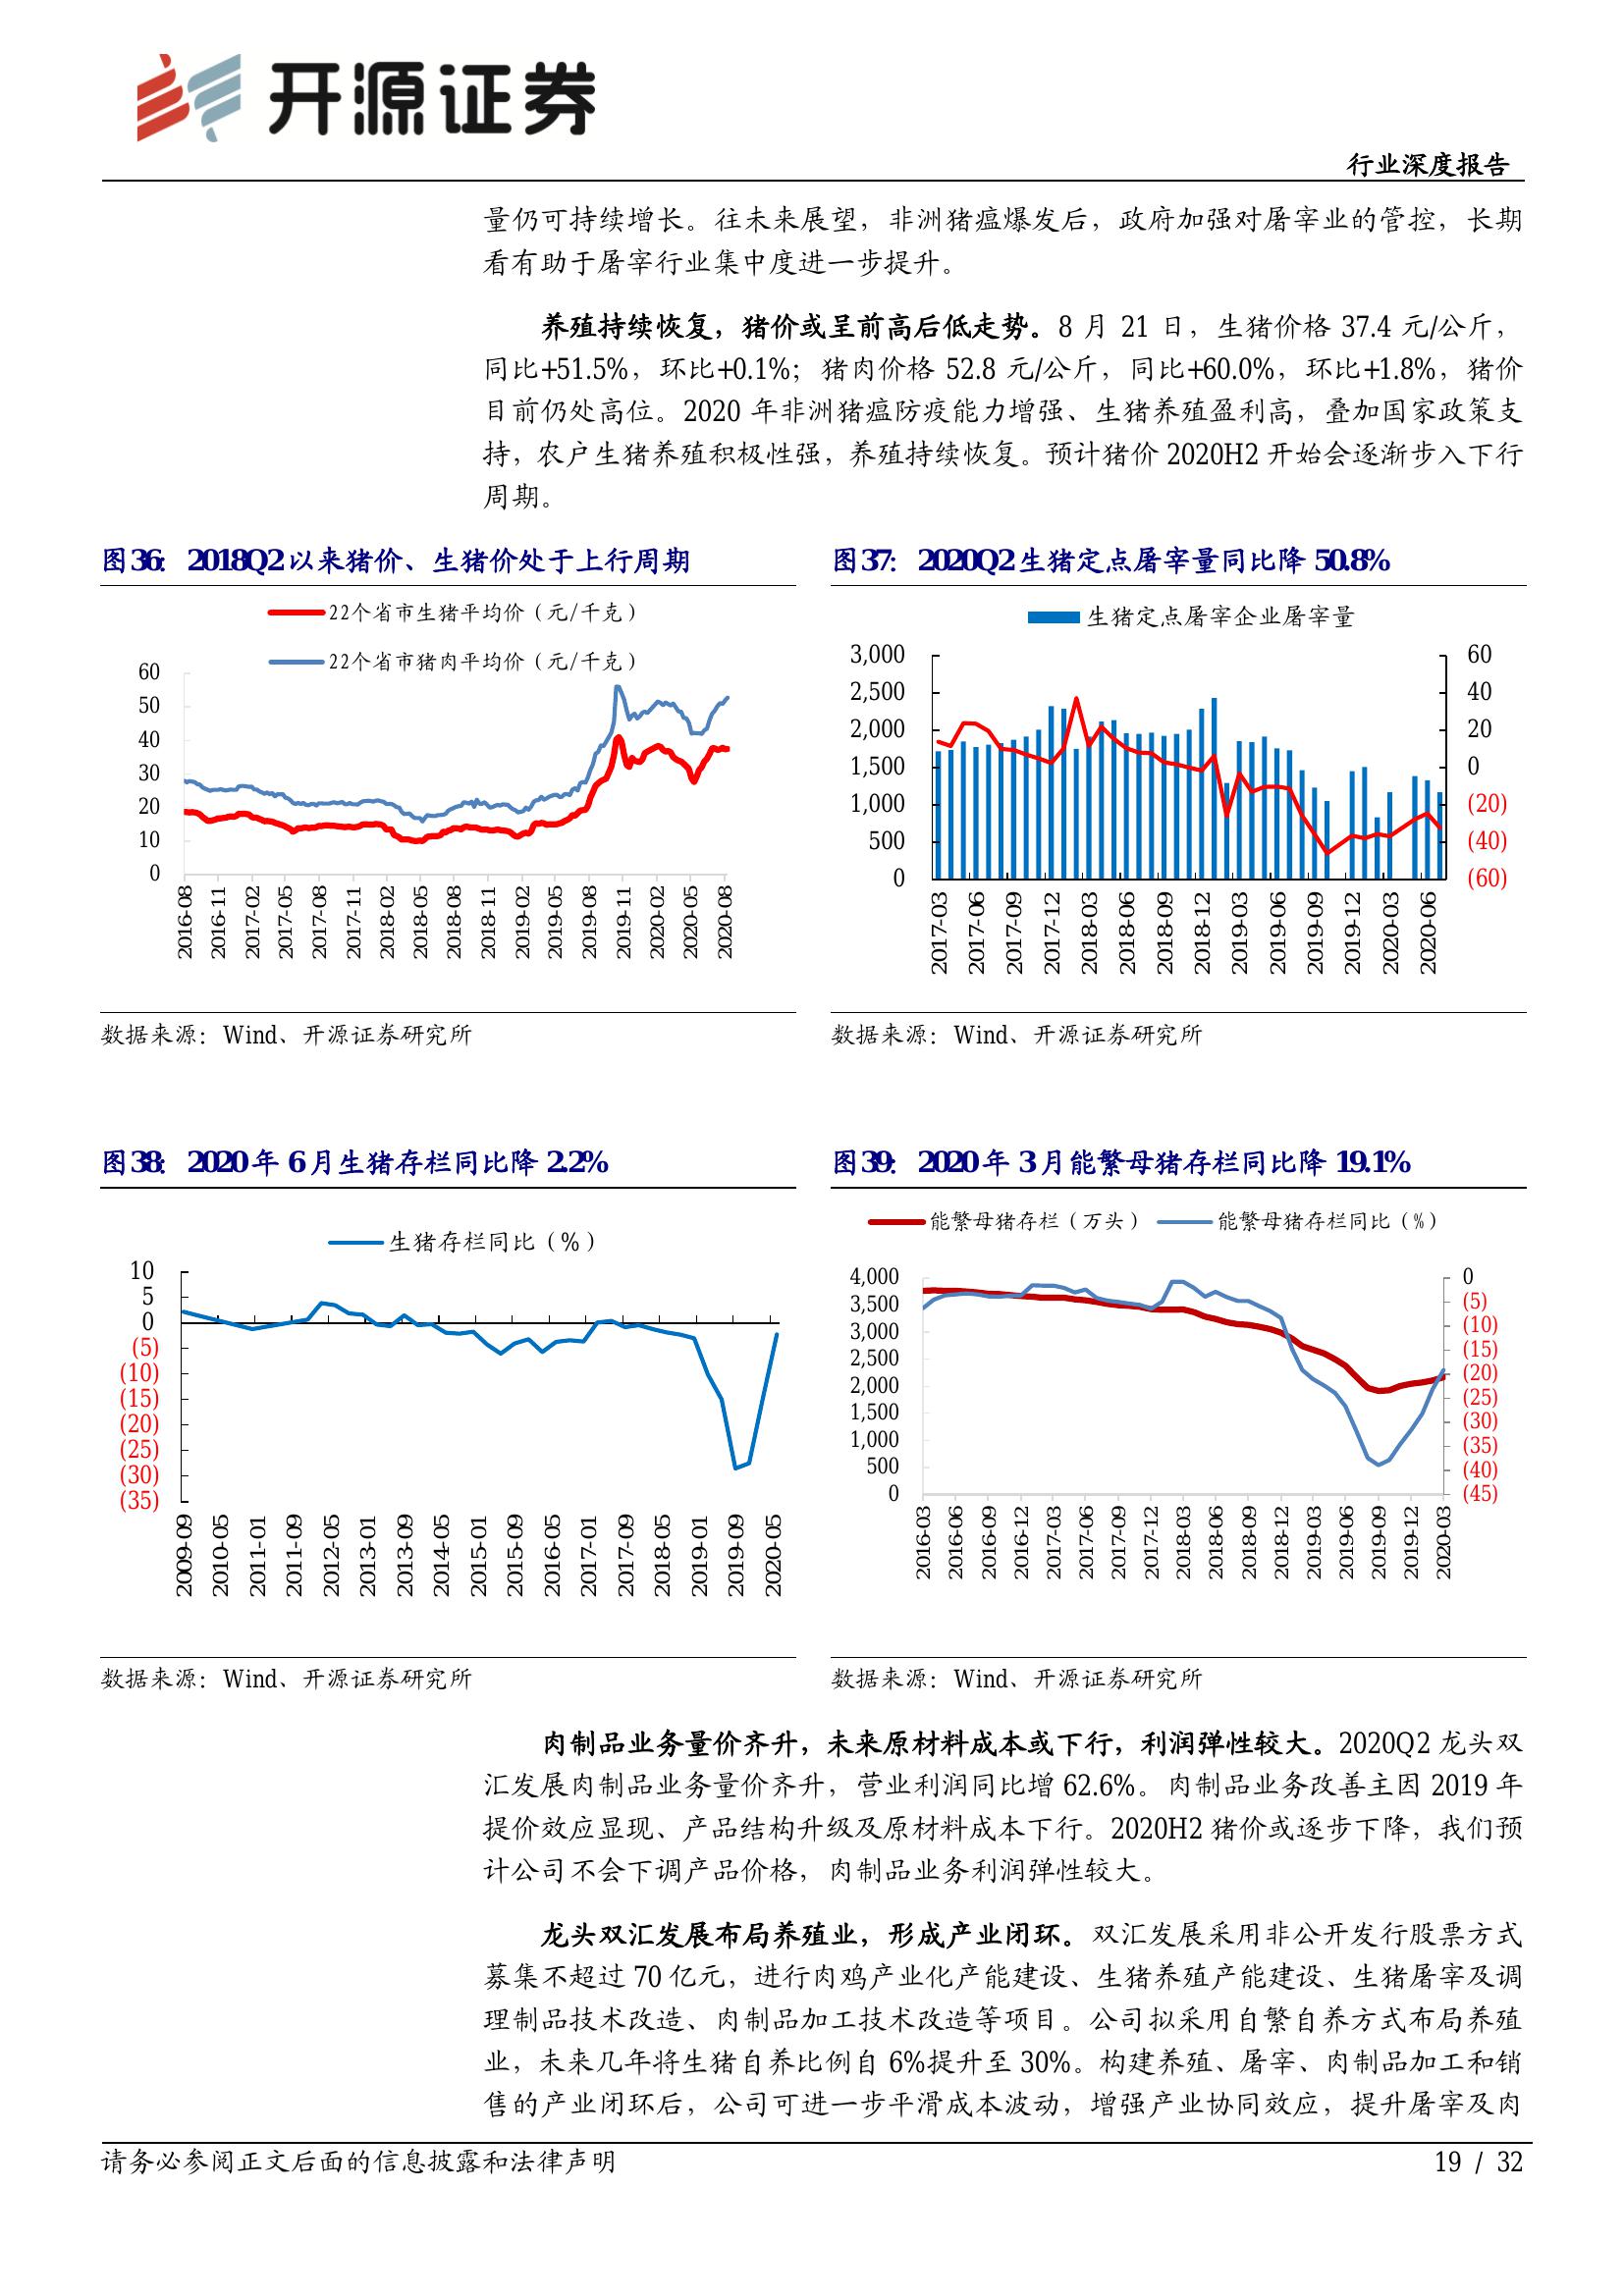 开源证券
行业深度报告
量仍可持续增长。往未来展望，非洲猪瘟爆发后，政府加强对屠宰业的管控，长期
看有助于屠宰行业集中度进一步提升。
养殖持续恢复，猪价或呈前高后低走势。8 月 21 日，生猪价格 37.4 元/公斤，
同比+51.5%，环比+0.1%；猪肉价格 52.8 元/公斤，同比+60.0%，环比+1.8%，猪价
目前仍处高位。2020 年非洲猪瘟防疫能力增强、生猪养殖盈利高，叠加国家政策支
持，农户生猪养殖积极性强，养殖持续恢复。预计猪价 2020H2 开始会逐渐步入下行
周期。
图36： 2018Q2 以来猪价、生猪价处于上行周期
22个省市生猪平均价（元/千克）
22个省市猪肉平均价（元/千克）
60
50
40
30
20
10
0
2016-08 2016-11 2017-02 2017-05 2017-08 2017-11 2018-02 2018-05 2018-08 2018-11 2019-02 2019-05 2019-08 2019-11 2020-02 2020-05 2020-08
数据来源：Wind、开源证券研究所
图37： 2020Q2 生猪定点屠宰量同比降 50.8%
生猪定点屠宰企业屠宰量
3,000
2,500
2,000
1,500
1,000
500
0
60
40
20
0
(20)
(40)
(60)
2017-03 2017-06 2017-09 2017-12 2018-03 2018-06 2018-09 2018-12 2019-03 2019-06 2019-09 2019-12 2020-03 2020-06
数据来源：Wind、开源证券研究所
图38： 2020 年 6 月生猪存栏同比降 2.2%
生猪存栏同比（%）
10
5
0
(5)
(10)
(15)
(20)
(25)
(30)
(35)
2009-09 2010-05 2011-01 2011-09 2012-05 2013-01 2013-09 2014-05 2015-01 2015-09 2016-05 2017-01 2017-09 2018-05 2019-01 2019-09 2020-05
数据来源：Wind、开源证券研究所
图39： 2020 年 3 月能繁母猪存栏同比降 19.1%
能繁母猪存栏（万头） 能繁母猪存栏同比（%）
4,000
3,500
3,000
2,500
2,000
1,500
1,000
500
0
0
(5)
(10)
(15)
(20)
(25)
(30)
(35)
(40)
(45)
2016-03 2016-06 2016-09 2016-12 2017-03 2017-06 2017-09 2017-12 2018-03 2018-06 2018-09 2018-12 2019-03 2019-06 2019-09 2019-12 2020-03
数据来源：Wind、开源证券研究所
肉制品业务量价齐升，未来原材料成本或下行，利润弹性较大。2020Q2 龙头双
汇发展肉制品业务量价齐升，营业利润同比增 62.6%。肉制品业务改善主因 2019 年
提价效应显现、产品结构升级及原材料成本下行。2020H2 猪价或逐步下降，我们预
计公司不会下调产品价格，肉制品业务利润弹性较大。
龙头双汇发展布局养殖业，形成产业闭环。双汇发展采用非公开发行股票方式
募集不超过 70 亿元，进行肉鸡产业化产能建设、生猪养殖产能建设、生猪屠宰及调
理制品技术改造、肉制品加工技术改造等项目。公司拟采用自繁自养方式布局养殖
业，未来几年将生猪自养比例自 6%提升至 30%。构建养殖、屠宰、肉制品加工和销
售的产业闭环后，公司可进一步平滑成本波动，增强产业协同效应，提升屠宰及肉
请务必参阅正文后面的信息披露和法律声明
19 / 32